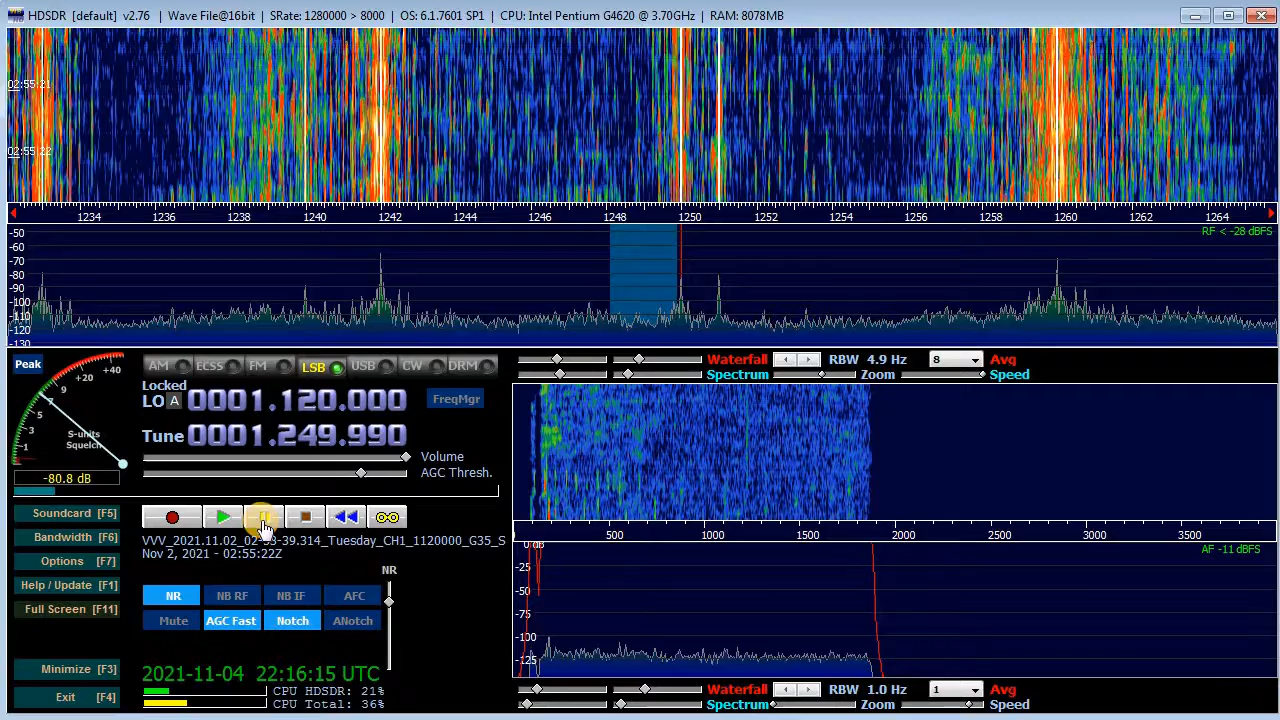 HDSDR [default] v2.76 | Wave File@16bit | SRate: 1280000 > 8000 | OS: 6.1.7601 SP1 | CPU: Intel Pentium G4620 @ 3.70GHz | RAM: 8078MB
02:55:21
02:55:22
1234 1236 1238 1240 1242 1244 1246 1248 1250 1252 1254 1256 1258 1260 1262 1264
RF < -28 dBFS
-50
-60
-70
-80
-90
-100
-110
-120
-130
Peak
1 3 5 7 9 +20 +40
S-units
Squelch
-80.8 dB
AM ECSS FM LSB USB CW DRM
Locked
LO A 0001.120.000 FreqMgr
Tune 0001.249.990
Volume
AGC Thresh.
Waterfall RBW 4.9 Hz 8 Avg
Spectrum Zoom Speed
Soundcard [F5]
Bandwidth [F6]
Options [F7]
Help / Update [F1]
Full Screen [F11]
Minimize [F3]
Exit [F4]
Nov 2, 2021 - 02:55:22Z
NR
NR NB RF NB IF AFC
Mute AGC Fast Notch ANotch
2021-11-04 22:16:15 UTC
CPU HDSDR: 21%
CPU Total: 36%
500 1000 1500 2000 2500 3000 3500
AF -11 dBFS
-25
-50
-75
-100
-125
Waterfall RBW 1.0 Hz 1 Avg
Spectrum Zoom Speed